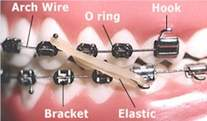 Arch Wire
O ring
Hook
Bracket
Elastic